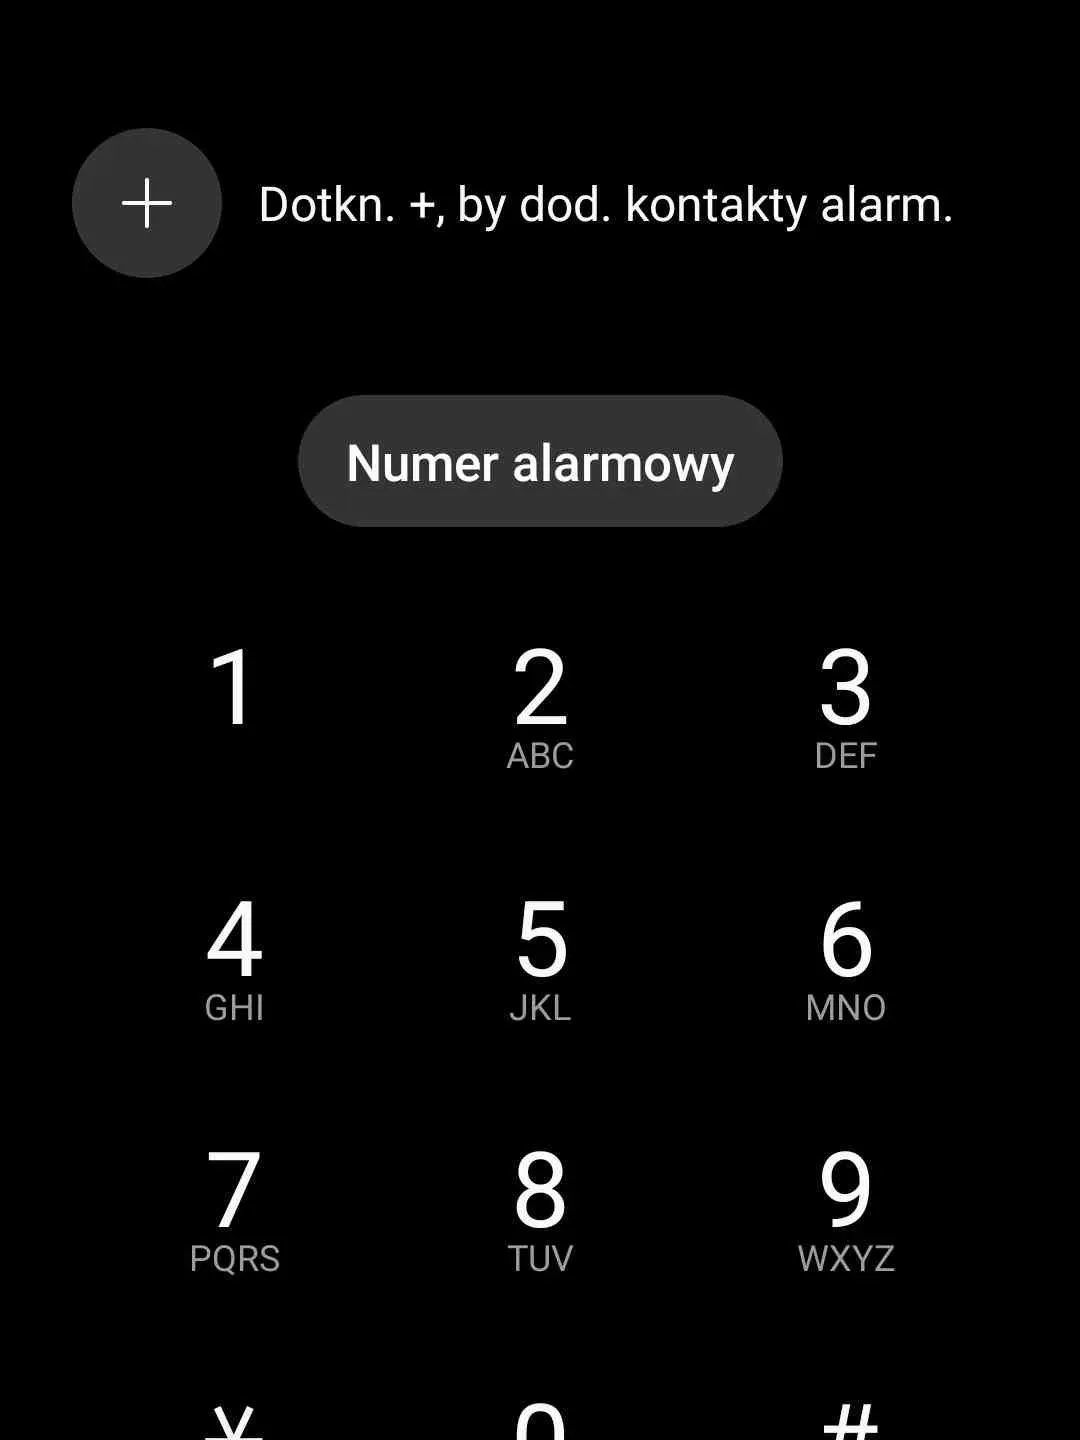 + Dotkn. +, by dod. kontakty alarm.
Numer alarmowy
1 2 3
ABC DEF
4 5 6
GHI JKL MNO
7 8 9
PQRS TUV WXYZ
* 0 #